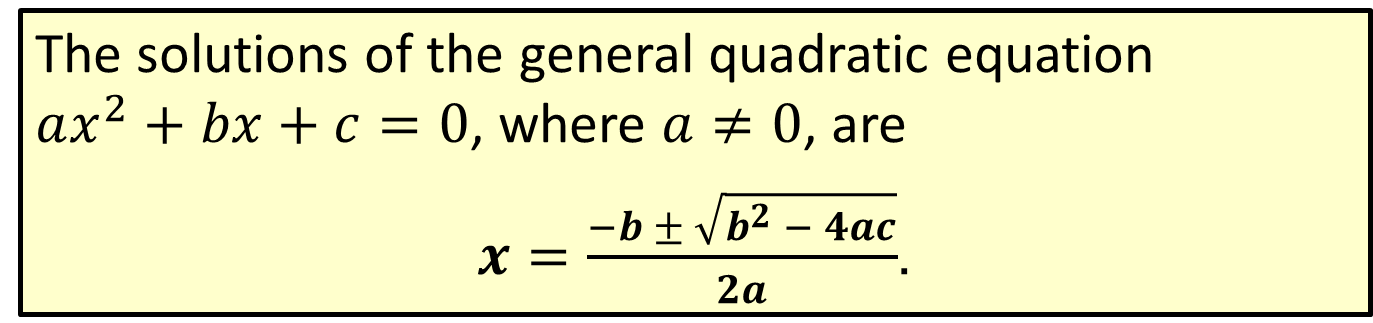 The solutions of the general quadratic equation
ax² + bx + c = 0, where a ≠ 0, are
x = (−b ± √(b² − 4ac)) / 2a.